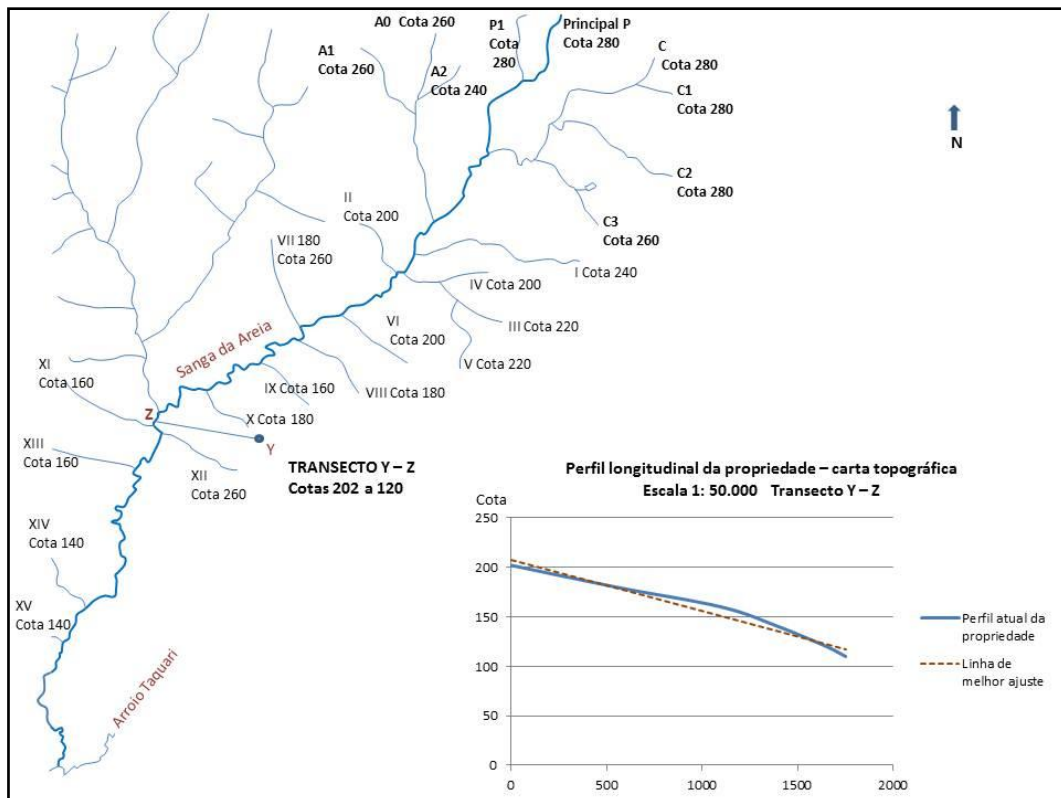 A0 Cota 260
P1
Cota
280
Principal P
Cota 280
A1
Cota 260
A2
Cota 240
C
Cota 280
C1
Cota 280
N
C2
Cota 280
II
Cota 200
C3
Cota 260
VII 180
Cota 260
I Cota 240
IV Cota 200
III Cota 220
VI
Cota 200
V Cota 220
Sanga da Areia
XI
Cota 160
IX Cota 160
VIII Cota 180
Z
X Cota 180
Y
XIII
Cota 160
XII
Cota 260
TRANSECTO Y – Z
Cotas 202 a 120
XIV
Cota 140
XV
Cota 140
Arroio Taquari
Perfil longitudinal da propriedade – carta topográfica
Escala 1: 50.000 Transecto Y – Z
Cota
250
200
150
100
50
0
0
500
1000
1500
2000
Perfil atual da
propriedade
Linha de
melhor ajuste